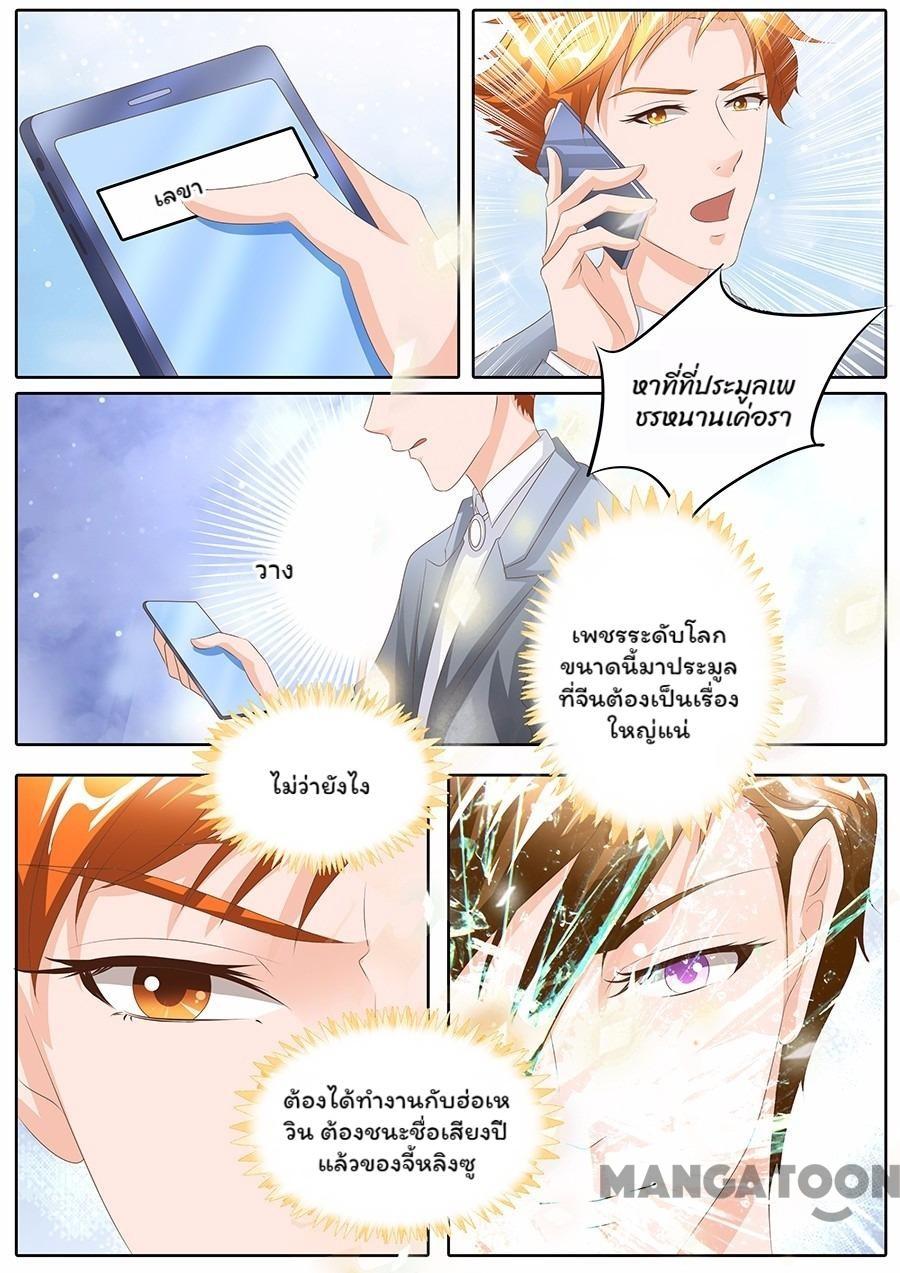 เลขา
หาที่ที่ประมูลเพ
ชรหนานเค่อรา
วาง
เพชรระดับโลก
ขนาดนี้มาประมูล
ที่จีนต้องเป็นเรื่อง
ใหญ่แน่
ไม่ว่ายังไง
ต้องได้ทำงานกับฮ่อเห
วิน ต้องชนะชื่อเสียงปี
แล้วของจี้หลิงซู
MANGATOON